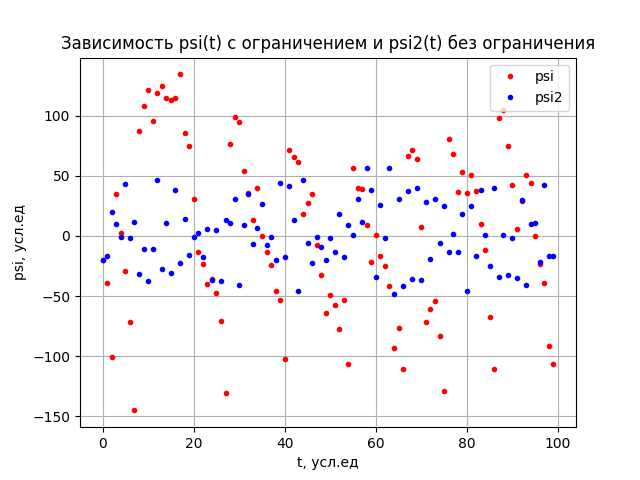 Зависимость psi(t) с ограничением и psi2(t) без ограничения
psi
psi2
psi, усл.ед
100
50
0
−50
−100
−150
0 20 40 60 80 100
t, усл.ед